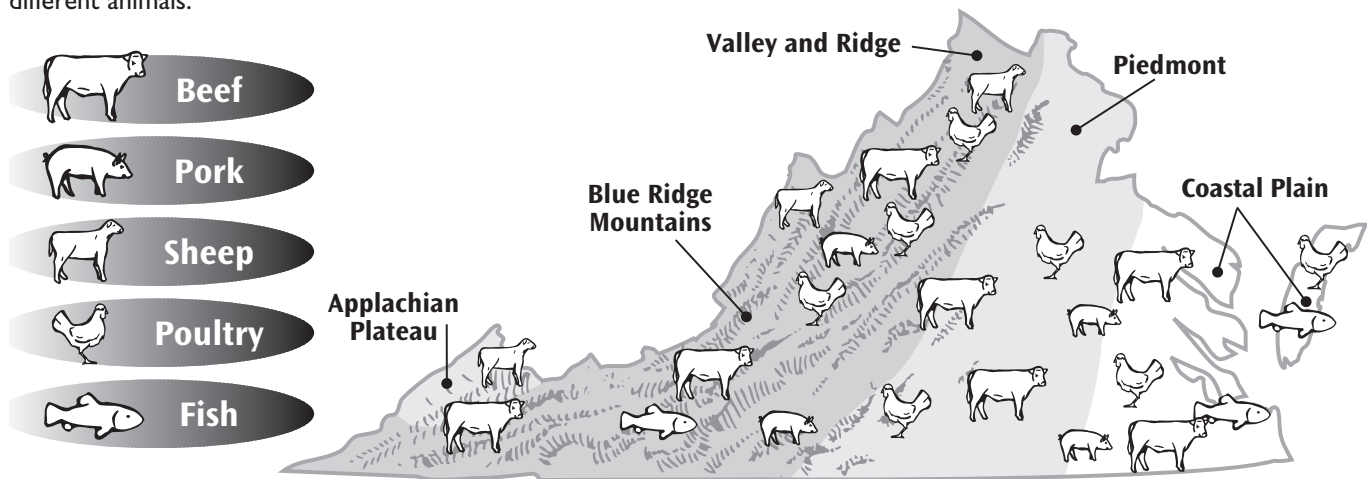 different animals.
Beef
Pork
Sheep
Poultry
Fish
Valley and Ridge
Piedmont
Blue Ridge
Mountains
Coastal Plain
Applachian
Plateau